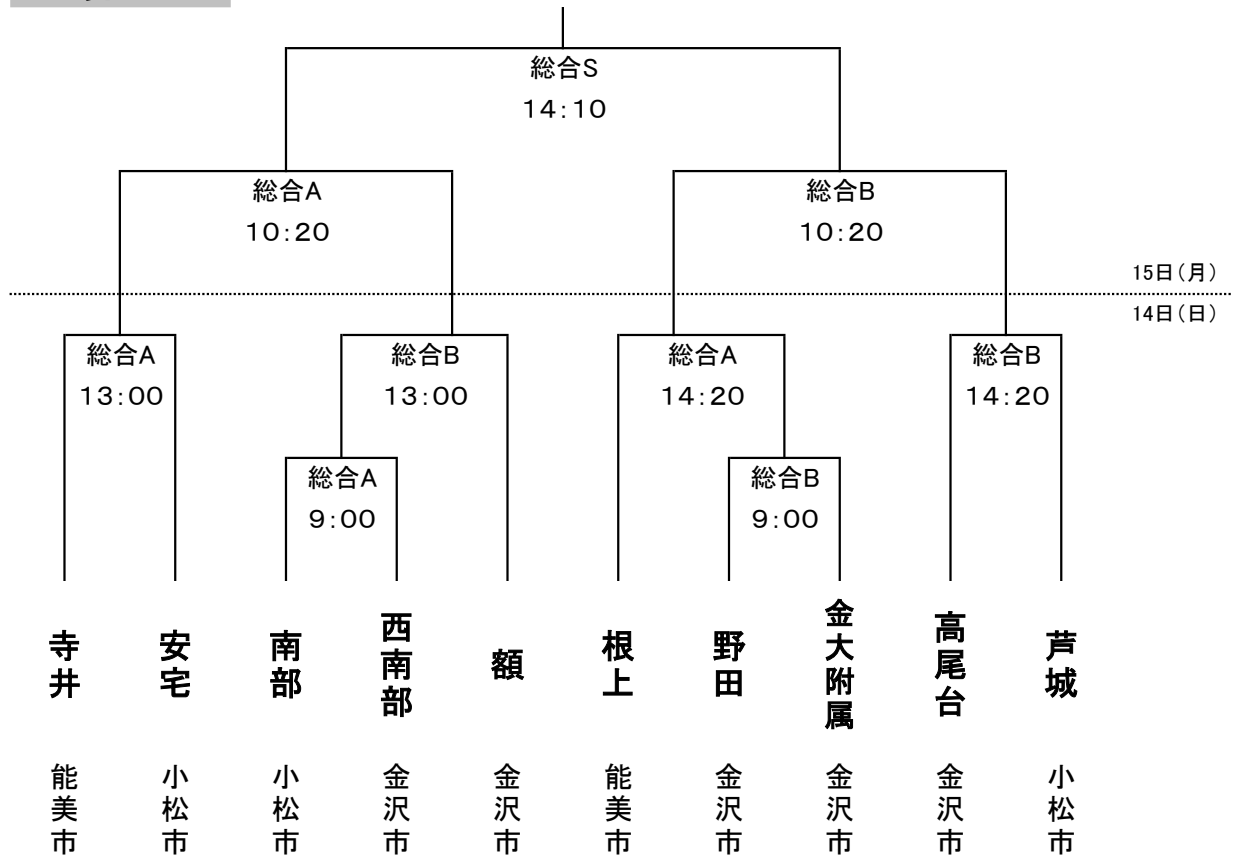 総合S
14:10
総合A
10:20
総合B
10:20
15日(月)
14日(日)
総合A
13:00
総合B
13:00
総合A
14:20
総合B
14:20
総合A
9:00
総合B
9:00
寺井
安宅
南部
西南部
額
根上
野田
金大附属
高尾台
芦城
能美市
小松市
小松市
金沢市
金沢市
能美市
金沢市
金沢市
金沢市
小松市